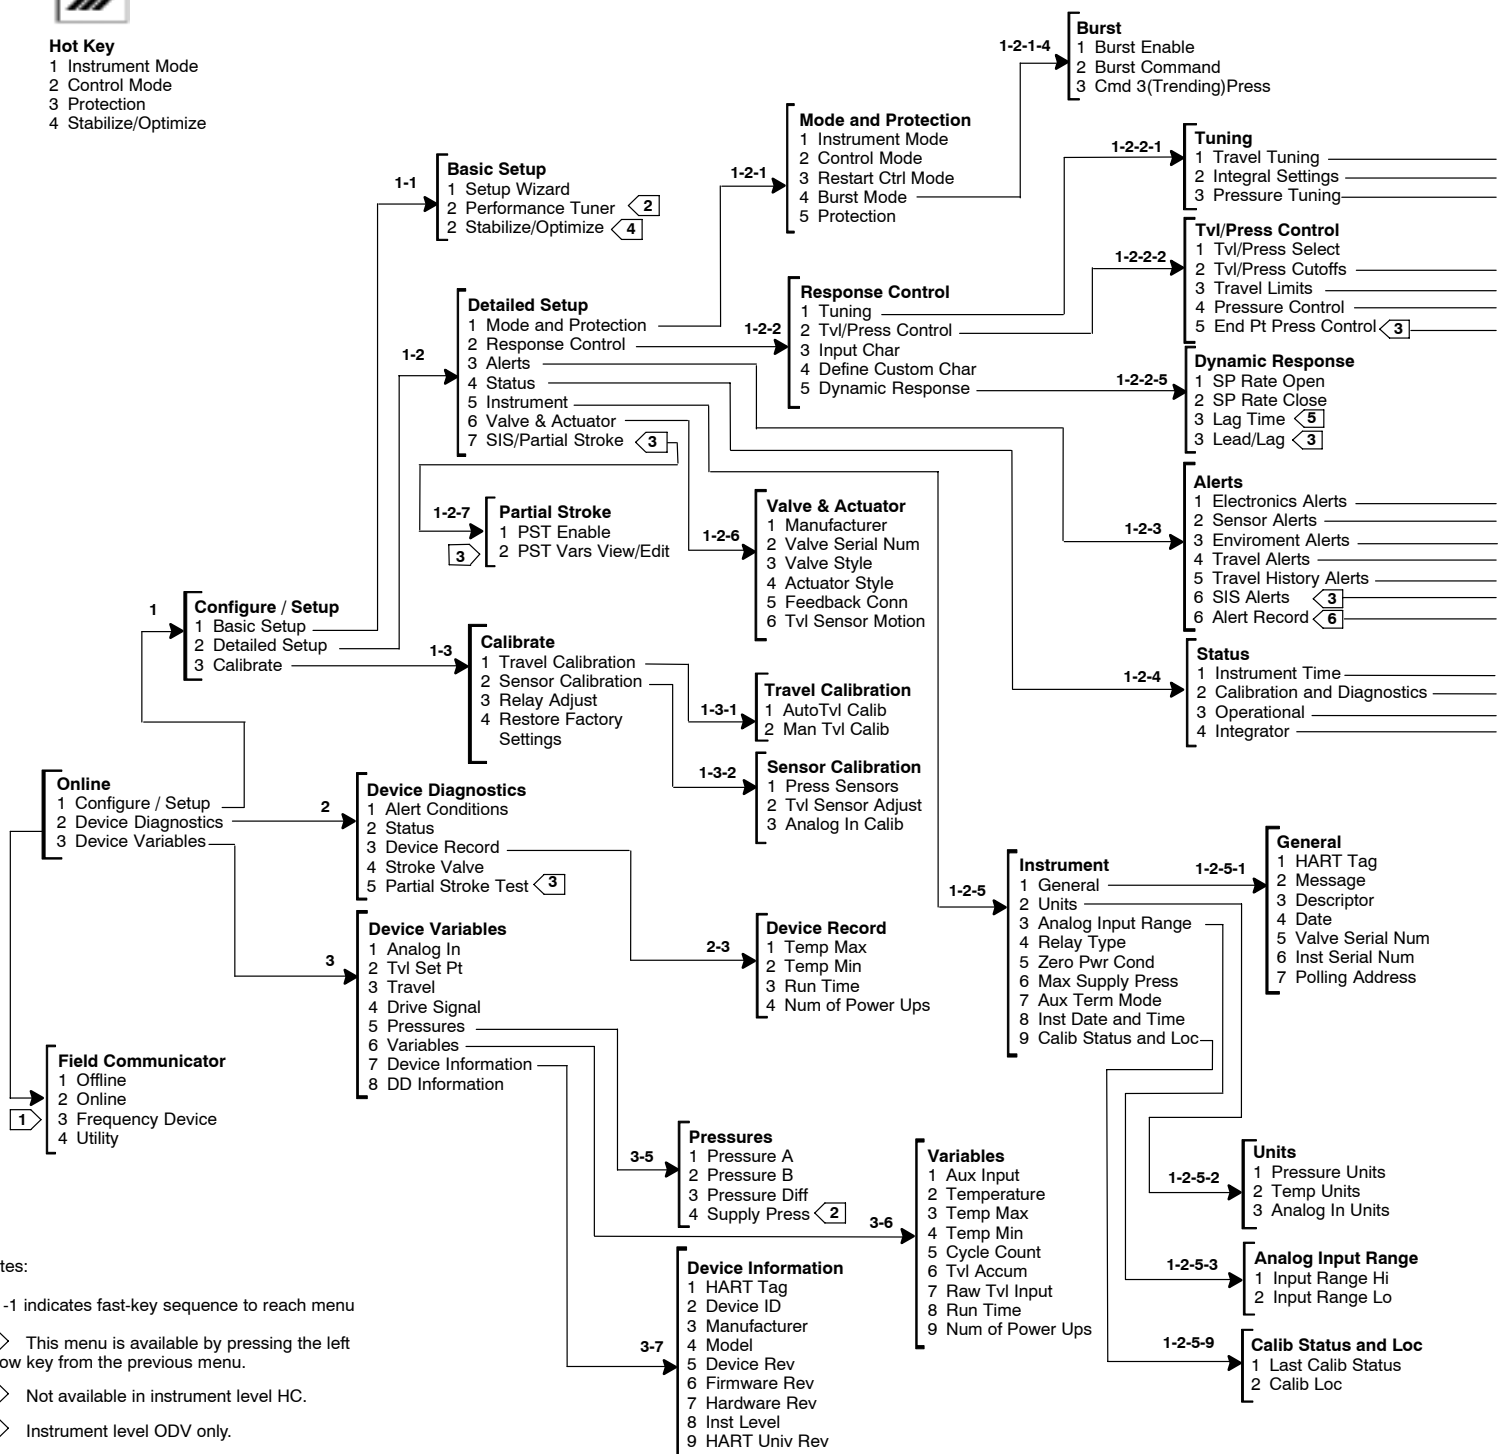 Hot Key
1 Instrument Mode
2 Control Mode
3 Protection
4 Stabilize/Optimize
1-1
Basic Setup
1 Setup Wizard
2 Performance Tuner 2
2 Stabilize/Optimize 4
1-2
Detailed Setup
1 Mode and Protection
2 Response Control
3 Alerts
4 Status
5 Instrument
6 Valve & Actuator
7 SIS/Partial Stroke 3
1-2-1
Mode and Protection
1 Instrument Mode
2 Control Mode
3 Restart Ctrl Mode
4 Burst Mode
5 Protection
1-2-1-4
Burst
1 Burst Enable
2 Burst Command
3 Cmd 3(Trending)Press
1-2-2
Response Control
1 Tuning
2 Tvl/Press Control
3 Input Char
4 Define Custom Char
5 Dynamic Response
1-2-2-1
Tuning
1 Travel Tuning
2 Integral Settings
3 Pressure Tuning
1-2-2-2
Tvl/Press Control
1 Tvl/Press Select
2 Tvl/Press Cutoffs
3 Travel Limits
4 Pressure Control
5 End Pt Press Control 3
1-2-2-5
Dynamic Response
1 SP Rate Open
2 SP Rate Close
3 Lag Time 5
3 Lead/Lag 3
1-2-3
Alerts
1 Electronics Alerts
2 Sensor Alerts
3 Enviroment Alerts
4 Travel Alerts
5 Travel History Alerts
6 SIS Alerts 3
6 Alert Record 6
1-2-4
Status
1 Instrument Time
2 Calibration and Diagnostics
3 Operational
4 Integrator
1-2-7
Partial Stroke
1 PST Enable
3 2 PST Vars View/Edit
1-2-6
Valve & Actuator
1 Manufacturer
2 Valve Serial Num
3 Valve Style
4 Actuator Style
5 Feedback Conn
6 Tvl Sensor Motion
1
Configure / Setup
1 Basic Setup
2 Detailed Setup
3 Calibrate
1-3
Calibrate
1 Travel Calibration
2 Sensor Calibration
3 Relay Adjust
4 Restore Factory
Settings
1-3-1
Travel Calibration
1 AutoTvl Calib
2 Man Tvl Calib
1-3-2
Sensor Calibration
1 Press Sensors
2 Tvl Sensor Adjust
3 Analog In Calib
Online
1 Configure / Setup
2 Device Diagnostics
3 Device Variables
2
Device Diagnostics
1 Alert Conditions
2 Status
3 Device Record
4 Stroke Valve
5 Partial Stroke Test 3
3
Device Variables
1 Analog In
2 Tvl Set Pt
3 Travel
4 Drive Signal
5 Pressures
6 Variables
7 Device Information
8 DD Information
2-3
Device Record
1 Temp Max
2 Temp Min
3 Run Time
4 Num of Power Ups
1-2-5
Instrument
1 General
2 Units
3 Analog Input Range
4 Relay Type
5 Zero Pwr Cond
6 Max Supply Press
7 Aux Term Mode
8 Inst Date and Time
9 Calib Status and Loc
1-2-5-1
General
1 HART Tag
2 Message
3 Descriptor
4 Date
5 Valve Serial Num
6 Inst Serial Num
7 Polling Address
Field Communicator
1 Offline
2 Online
1 3 Frequency Device
4 Utility
3-5
Pressures
1 Pressure A
2 Pressure B
3 Pressure Diff
4 Supply Press 2
3-6
Variables
1 Aux Input
2 Temperature
3 Temp Max
4 Temp Min
5 Cycle Count
6 Tvl Accum
7 Raw Tvl Input
8 Run Time
9 Num of Power Ups
1-2-5-2
Units
1 Pressure Units
2 Temp Units
3 Analog In Units
1-2-5-3
Analog Input Range
1 Input Range Hi
2 Input Range Lo
1-2-5-9
Calib Status and Loc
1 Last Calib Status
2 Calib Loc
3-7
Device Information
1 HART Tag
2 Device ID
3 Manufacturer
4 Model
5 Device Rev
6 Firmware Rev
7 Hardware Rev
8 Inst Level
9 HART Univ Rev
tes:
-1 indicates fast-key sequence to reach menu
This menu is available by pressing the left
ow key from the previous menu.
Not available in instrument level HC.
Instrument level ODV only.